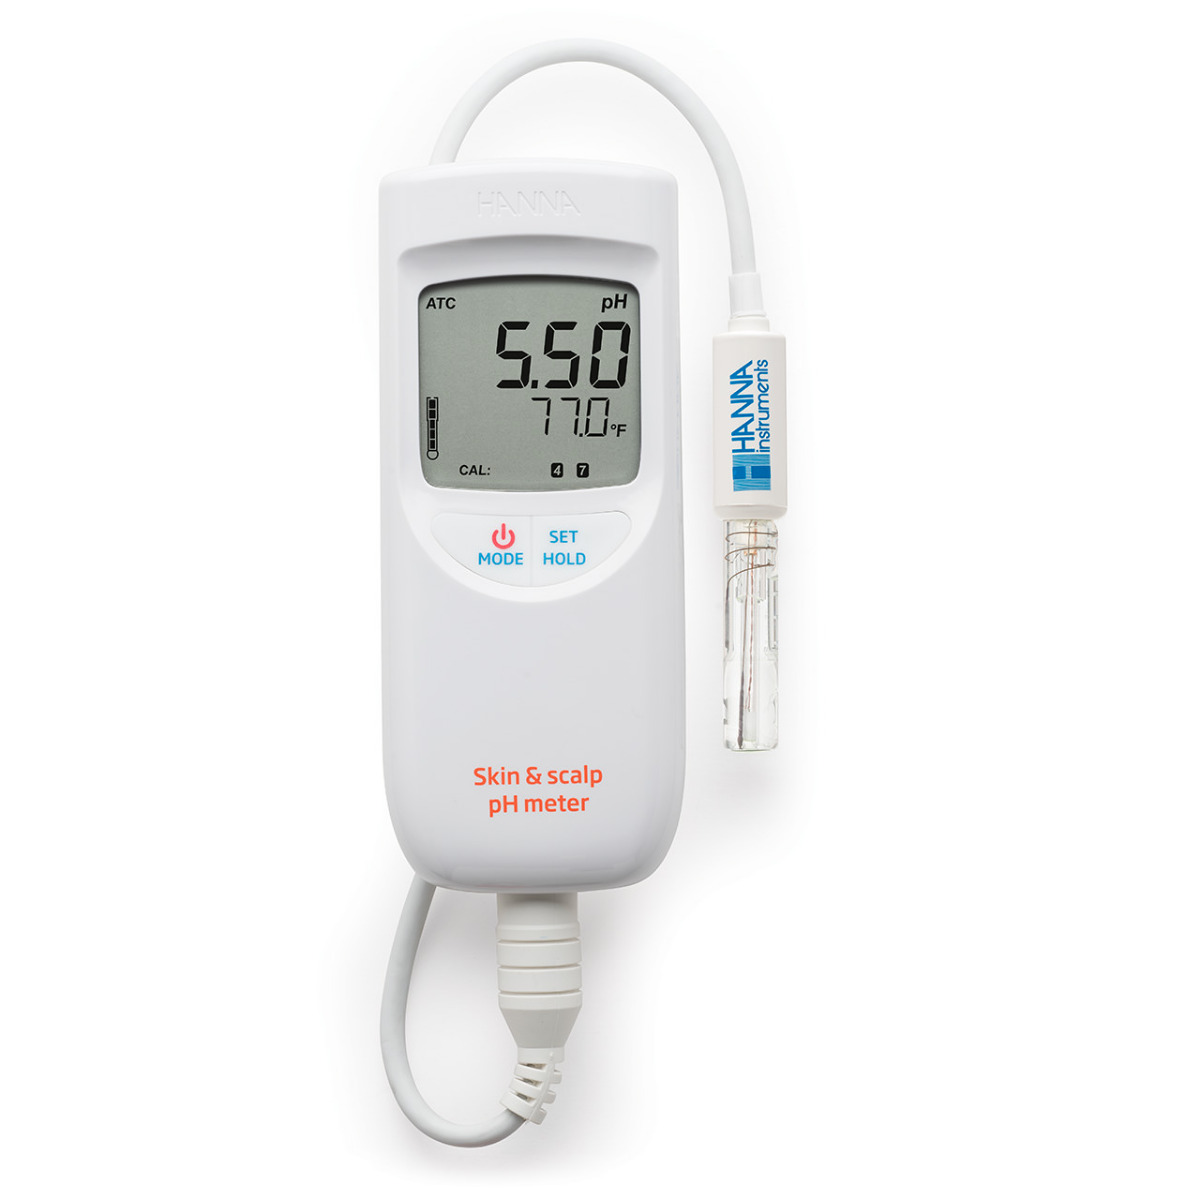 HANNA
ATC
pH
5.50
77.0 °F
CAL: 4 7
MODE
SET
HOLD
Skin & scalp
pH meter
HANNA
instruments